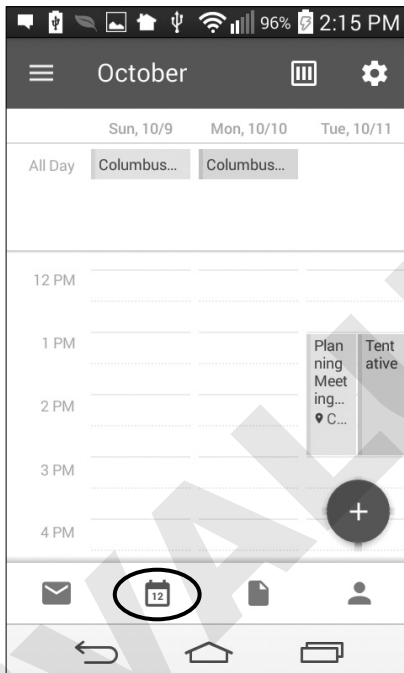 96% 2:15 PM
October
Sun, 10/9 Mon, 10/10 Tue, 10/11
All Day Columbus... Columbus...
12 PM
1 PM
Plan
ning
Meet
ing...
C...
Tent
ative
2 PM
3 PM
4 PM
+
12